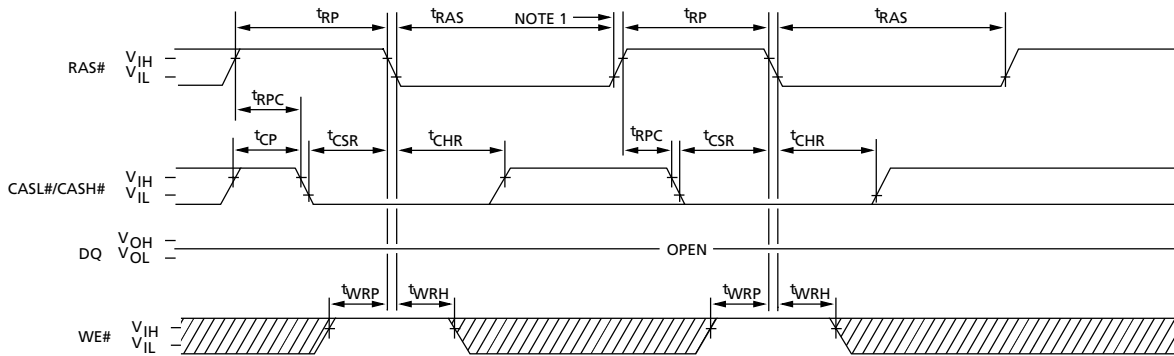 tRP tRAS NOTE 1 tRP tRAS
RAS# VIH
VIL
tRPC
tCP tCSR tCHR tRPC tCSR tCHR
CASL#/CASH# VIH
VIL
DQ VOH
VOL
OPEN
tWRP tWRH tWRP tWRH
WE# VIH
VIL